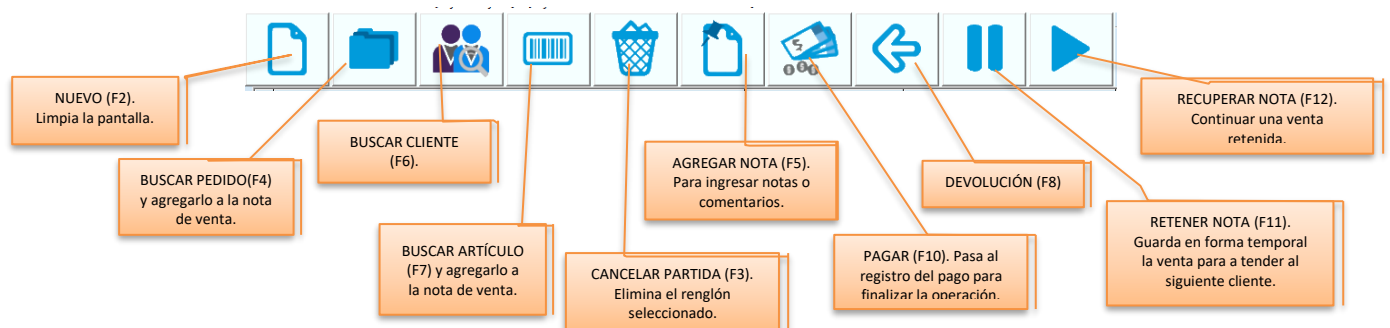 NUEVO (F2).
Limpia la pantalla.
BUSCAR PEDIDO(F4)
y agregarlo a la nota
de venta.
BUSCAR CLIENTE
(F6).
BUSCAR ARTÍCULO
(F7) y agregarlo a
la nota de venta.
CANCELAR PARTIDA (F3).
Elimina el renglón
seleccionado.
AGREGAR NOTA (F5).
Para ingresar notas o
comentarios.
PAGAR (F10). Pasa al
registro del pago para
finalizar la operación.
DEVOLUCIÓN (F8)
RETENER NOTA (F11).
Guarda en forma temporal
la venta para a tender al
siguiente cliente.
RECUPERAR NOTA (F12).
Continuar una venta
retenida.